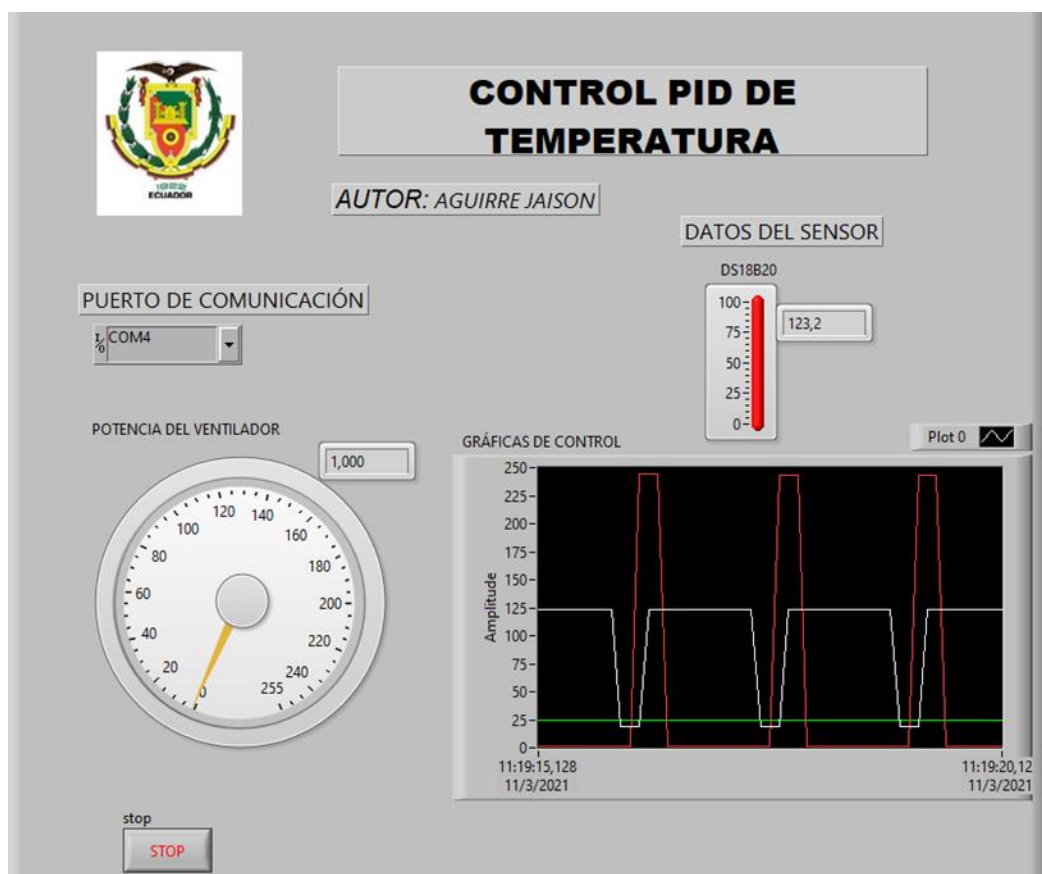 1922
ECUADOR
CONTROL PID DE
TEMPERATURA
AUTOR: AGUIRRE JAISON
DATOS DEL SENSOR
DS18B20
100
75
50
25
0
123,2
PUERTO DE COMUNICACIÓN
I/O
COM4
POTENCIA DEL VENTILADOR
1,000
0
20
40
60
80
100
120
140
160
180
200
220
240
255
GRÁFICAS DE CONTROL
Plot 0
Amplitude
250
225
200
175
150
125
100
75
50
25
0
11:19:15,128
11/3/2021
11:19:20,12
11/3/2021
stop
STOP